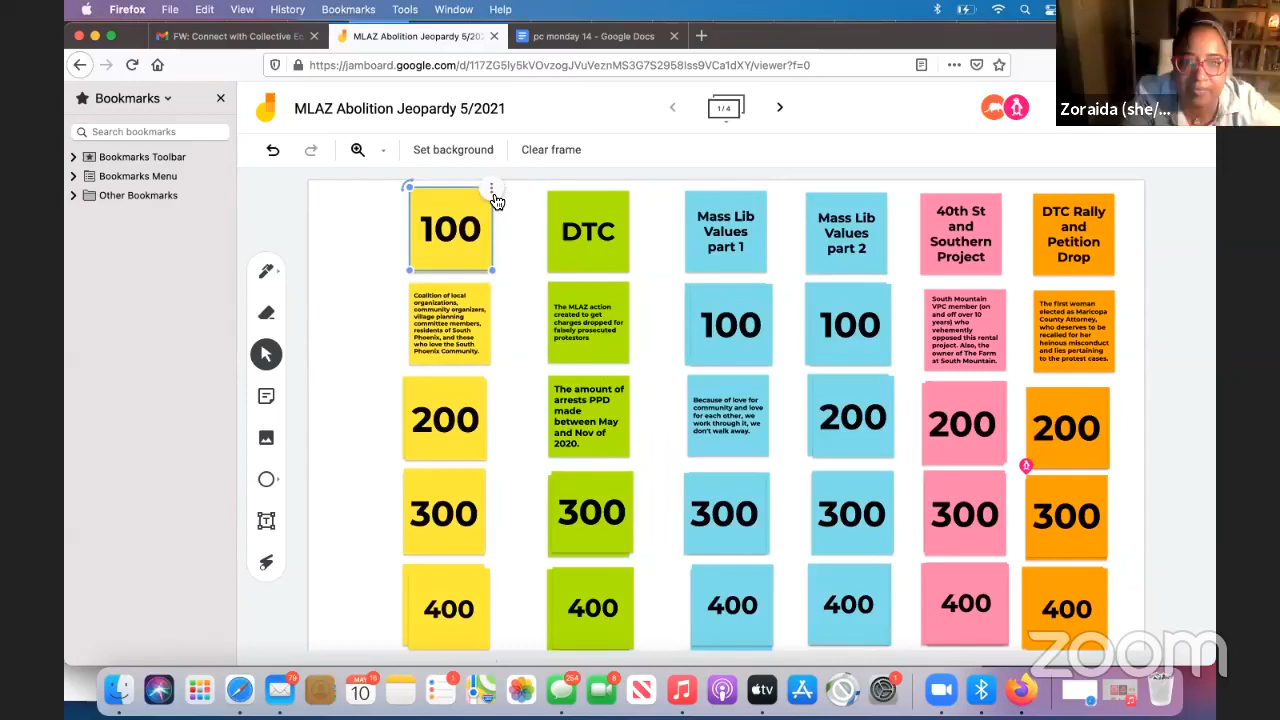 Firefox File Edit View History Bookmarks Tools Window Help
FW: Connect with Collective Ec
MLAZ Abolition Jeopardy 5/202
pc monday 14 - Google Docs
https://jamboard.google.com/d/117ZG5fy5kVOvzogJVuVeznMS3G7S2958Iss9VCa1dXY/viewer?f=0
Zoraida (she/...
Bookmarks
Search bookmarks
Bookmarks Toolbar
Bookmarks Menu
Other Bookmarks
MLAZ Abolition Jeopardy 5/2021
1/4
Set background
Clear frame
100
DTC
Mass Lib
Values
part 1
Mass Lib
Values
part 2
40th St
and
Southern
Project
DTC Rally
and
Petition
Drop
Coalition of local
organizations,
community organizers,
village planning
committee members,
residents of South
Phoenix, and those
who love the South
Phoenix Community.
The MLAZ action
created to get
charges dropped for
falsely prosecuted
protestors
100
100
South Mountain
VPC member (on
and off over 10
years) who
vehemently
opposed this rental
project. Also, the
owner of The Farm
at South Mountain.
The first woman
elected as Maricopa
County Attorney,
who deserves to be
recalled for her
heinous misconduct
and lies pertaining
to the protest cases.
200
The amount of
arrests PPD
made
between May
and Nov of
2020.
Because of love for
community and love
for each other, we
work through it, we
don't walk away.
200
200
200
300
300
300
300
300
300
400
400
400
400
400
400
zoom
79
MAY
10
1
264
8
tv
1